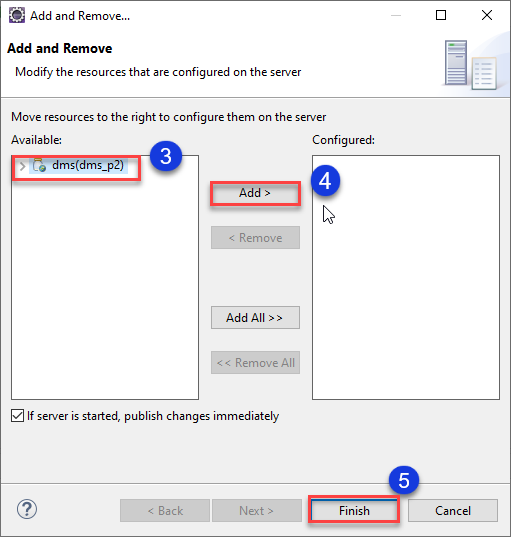 Add and Remove...
Add and Remove
Modify the resources that are configured on the server
Move resources to the right to configure them on the server
Available:
Configured:
dms(dms_p2)
3
Add >
4
< Remove
Add All >>
<< Remove All
If server is started, publish changes immediately
5
?
< Back
Next >
Finish
Cancel